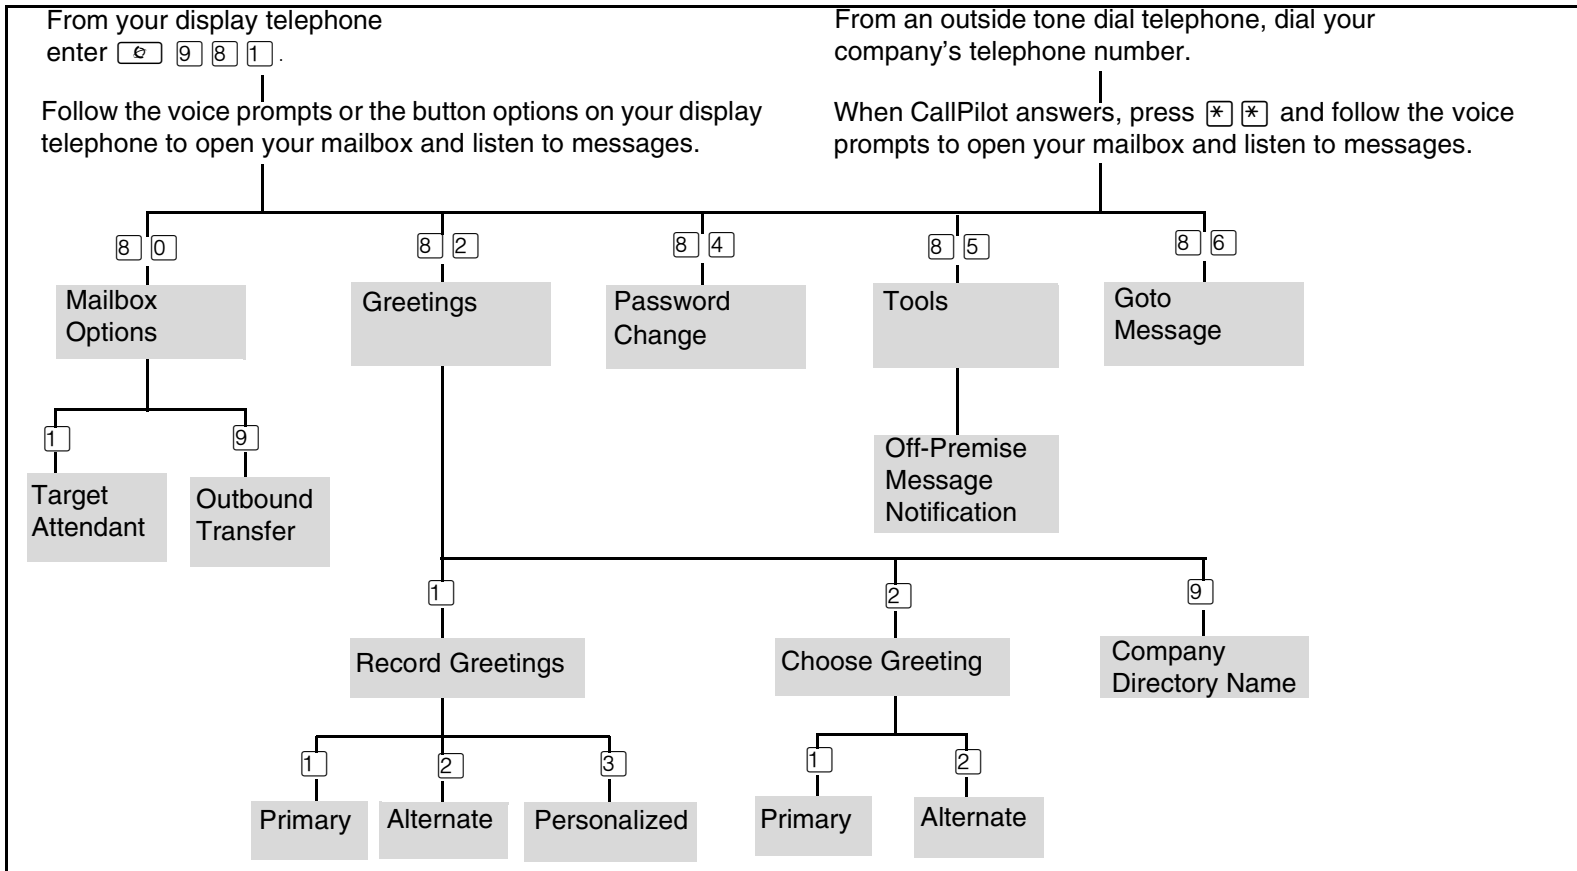 From your display telephone
enter 9 8 1 .
From an outside tone dial telephone, dial your
company's telephone number.
Follow the voice prompts or the button options on your display
telephone to open your mailbox and listen to messages.
When CallPilot answers, press * * and follow the voice
prompts to open your mailbox and listen to messages.
8 0
8 2
8 4
8 5
8 6
Mailbox
Options
Greetings
Password
Change
Tools
Goto
Message
1
9
Target
Attendant
Outbound
Transfer
Off-Premise
Message
Notification
1
2
9
Record Greetings
Choose Greeting
Company
Directory Name
1
2
3
1
2
Primary
Alternate
Personalized
Primary
Alternate